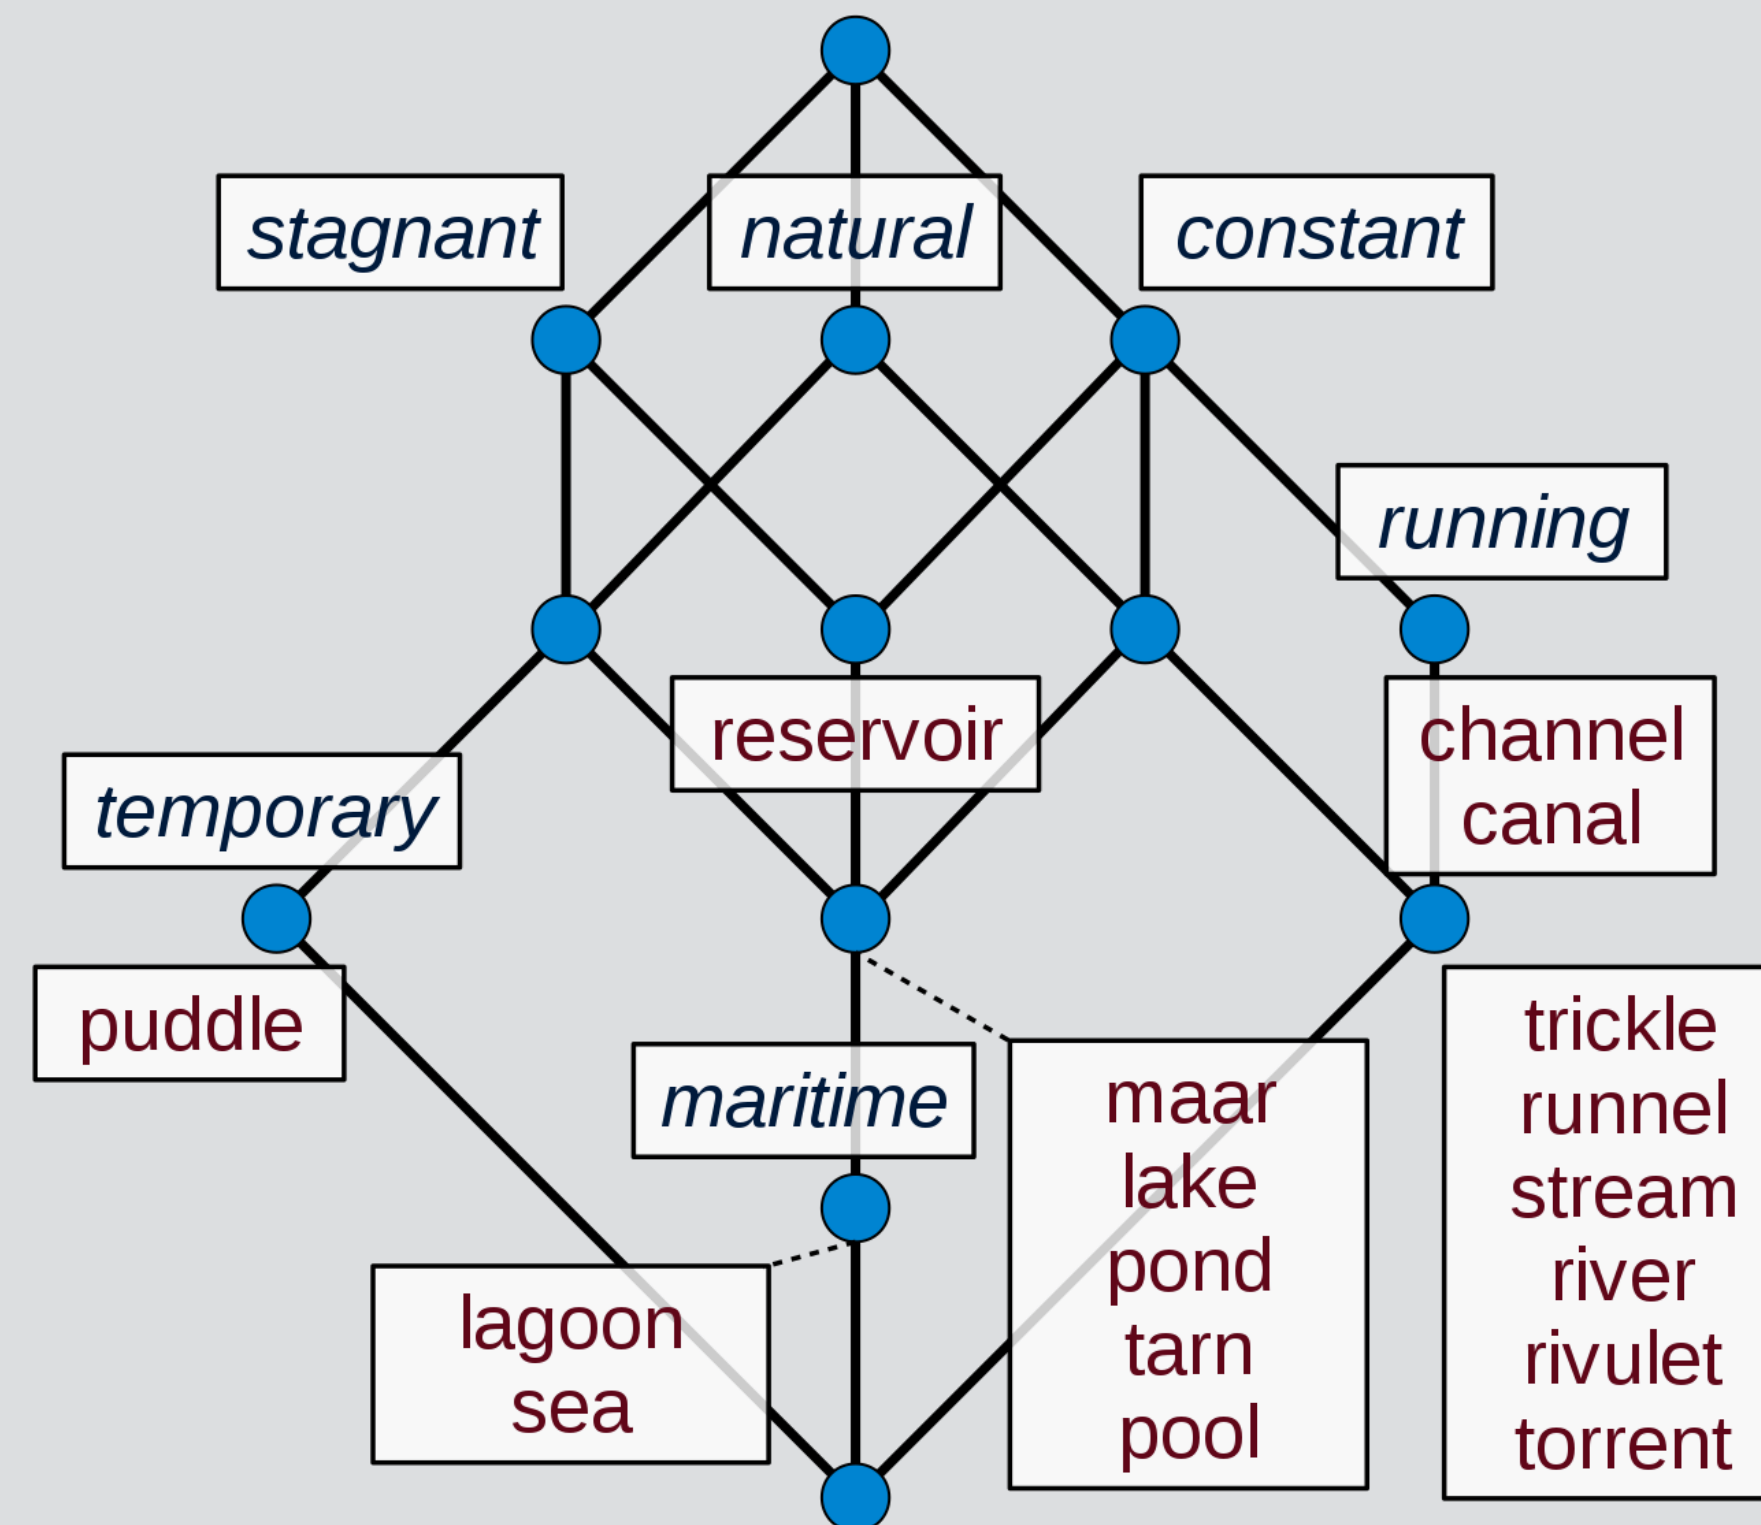 stagnant
natural
constant
running
reservoir
channel
canal
temporary
puddle
maritime
maar
lake
pond
tarn
pool
trickle
runnel
stream
river
rivulet
torrent
lagoon
sea